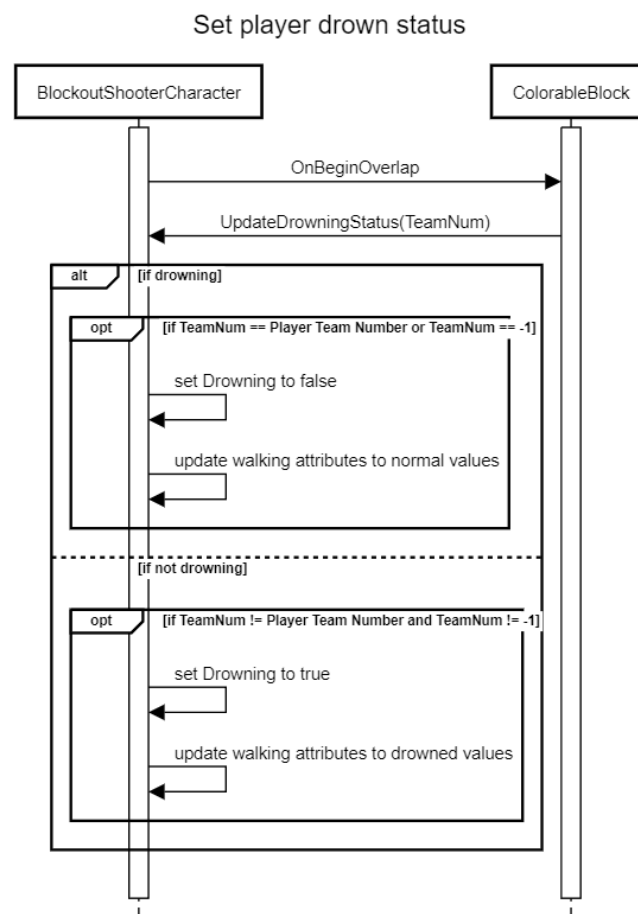 Set player drown status
BlockoutShooterCharacter
ColorableBlock
OnBeginOverlap
UpdateDrowningStatus(TeamNum)
alt [if drowning]
opt [if TeamNum == Player Team Number or TeamNum == -1]
set Drowning to false
update walking attributes to normal values
[if not drowning]
opt [if TeamNum != Player Team Number and TeamNum != -1]
set Drowning to true
update walking attributes to drowned values